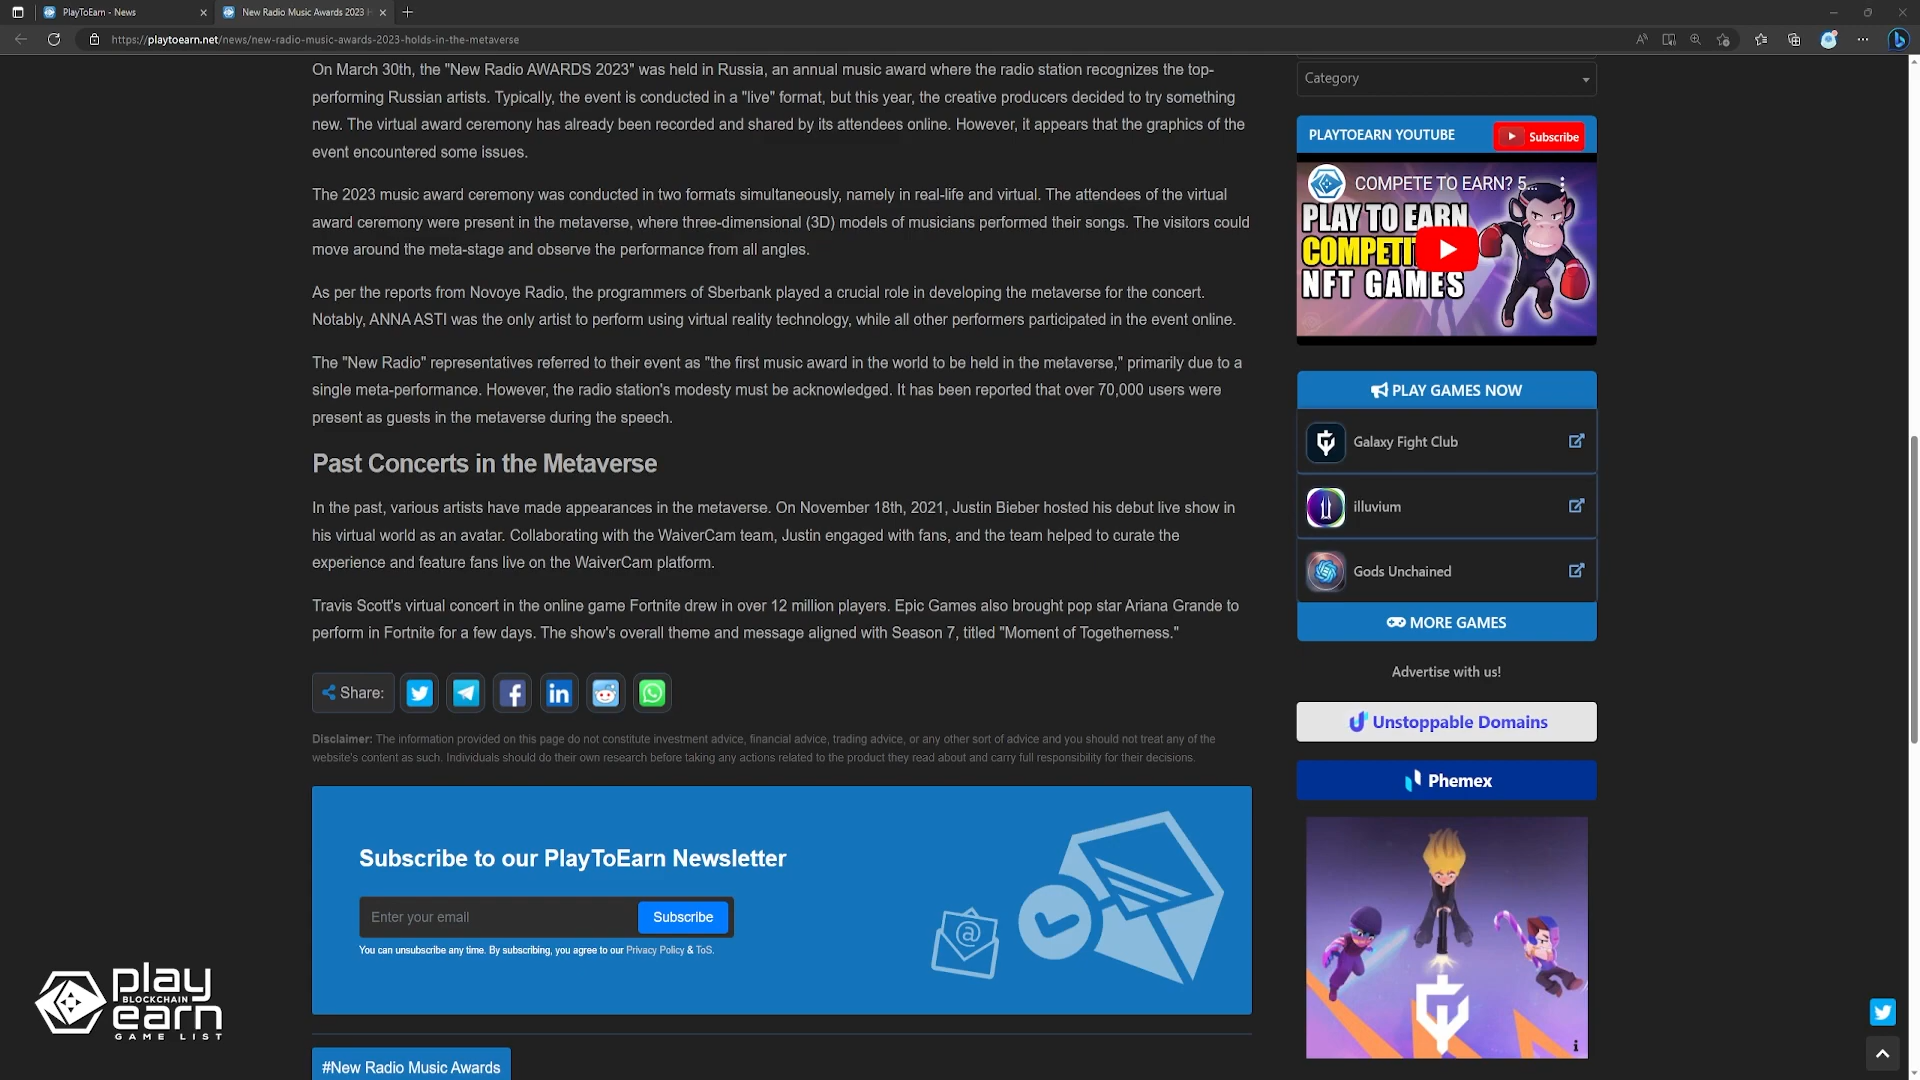 PlayToEarn - News
New Radio Music Awards 2023 H
https://playtoearn.net/news/new-radio-music-awards-2023-holds-in-the-metaverse
On March 30th, the "New Radio AWARDS 2023" was held in Russia, an annual music award where the radio station recognizes the top-
performing Russian artists. Typically, the event is conducted in a "live" format, but this year, the creative producers decided to try something
new. The virtual award ceremony has already been recorded and shared by its attendees online. However, it appears that the graphics of the
event encountered some issues.
The 2023 music award ceremony was conducted in two formats simultaneously, namely in real-life and virtual. The attendees of the virtual
award ceremony were present in the metaverse, where three-dimensional (3D) models of musicians performed their songs. The visitors could
move around the meta-stage and observe the performance from all angles.
As per the reports from Novoye Radio, the programmers of Sberbank played a crucial role in developing the metaverse for the concert.
Notably, ANNA ASTI was the only artist to perform using virtual reality technology, while all other performers participated in the event online.
The "New Radio" representatives referred to their event as "the first music award in the world to be held in the metaverse," primarily due to a
single meta-performance. However, the radio station's modesty must be acknowledged. It has been reported that over 70,000 users were
present as guests in the metaverse during the speech.
Past Concerts in the Metaverse
In the past, various artists have made appearances in the metaverse. On November 18th, 2021, Justin Bieber hosted his debut live show in
his virtual world as an avatar. Collaborating with the WaiverCam team, Justin engaged with fans, and the team helped to curate the
experience and feature fans live on the WaiverCam platform.
Travis Scott's virtual concert in the online game Fortnite drew in over 12 million players. Epic Games also brought pop star Ariana Grande to
perform in Fortnite for a few days. The show's overall theme and message aligned with Season 7, titled "Moment of Togetherness."
Share:
Disclaimer: The information provided on this page do not constitute investment advice, financial advice, trading advice, or any other sort of advice and you should not treat any of the
website's content as such. Individuals should do their own research before taking any actions related to the product they read about and carry full responsibility for their decisions.
Subscribe to our PlayToEarn Newsletter
Enter your email
Subscribe
You can unsubscribe any time. By subscribing, you agree to our Privacy Policy & ToS.
#New Radio Music Awards
Category
PLAYTOEARN YOUTUBE
Subscribe
COMPETE TO EARN? 5...
PLAY TO EARN
COMPETI
NFT GAMES
PLAY GAMES NOW
Galaxy Fight Club
illuvium
Gods Unchained
MORE GAMES
Advertise with us!
Unstoppable Domains
Phemex
play
BLOCKCHAIN
earn
GAME LIST